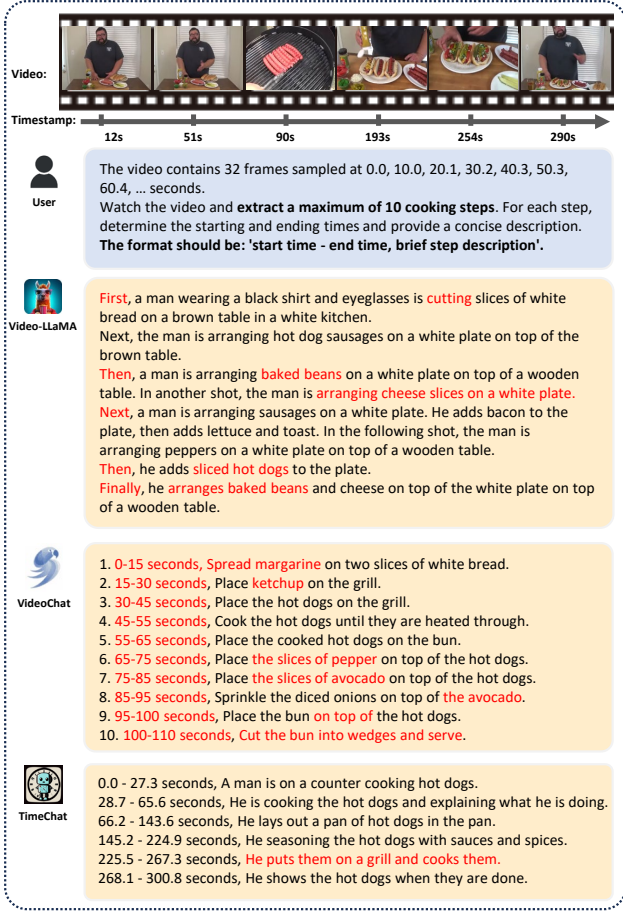 Video:
Timestamp:
12s 51s 90s 193s 254s 290s
User
The video contains 32 frames sampled at 0.0, 10.0, 20.1, 30.2, 40.3, 50.3,
60.4, ... seconds.
Watch the video and extract a maximum of 10 cooking steps. For each step,
determine the starting and ending times and provide a concise description.
The format should be: 'start time - end time, brief step description'.
Video-LLaMA
First, a man wearing a black shirt and eyeglasses is cutting slices of white
bread on a brown table in a white kitchen.
Next, the man is arranging hot dog sausages on a white plate on top of the
brown table.
Then, a man is arranging baked beans on a white plate on top of a wooden
table. In another shot, the man is arranging cheese slices on a white plate.
Next, a man is arranging sausages on a white plate. He adds bacon to the
plate, then adds lettuce and toast. In the following shot, the man is
arranging peppers on a white plate on top of a wooden table.
Then, he adds sliced hot dogs to the plate.
Finally, he arranges baked beans and cheese on top of the white plate on top
of a wooden table.
VideoChat
1. 0-15 seconds, Spread margarine on two slices of white bread.
2. 15-30 seconds, Place ketchup on the grill.
3. 30-45 seconds, Place the hot dogs on the grill.
4. 45-55 seconds, Cook the hot dogs until they are heated through.
5. 55-65 seconds, Place the cooked hot dogs on the bun.
6. 65-75 seconds, Place the slices of pepper on top of the hot dogs.
7. 75-85 seconds, Place the slices of avocado on top of the hot dogs.
8. 85-95 seconds, Sprinkle the diced onions on top of the avocado.
9. 95-100 seconds, Place the bun on top of the hot dogs.
10. 100-110 seconds, Cut the bun into wedges and serve.
TimeChat
0.0 - 27.3 seconds, A man is on a counter cooking hot dogs.
28.7 - 65.6 seconds, He is cooking the hot dogs and explaining what he is doing.
66.2 - 143.6 seconds, He lays out a pan of hot dogs in the pan.
145.2 - 224.9 seconds, He seasoning the hot dogs with sauces and spices.
225.5 - 267.3 seconds, He puts them on a grill and cooks them.
268.1 - 300.8 seconds, He shows the hot dogs when they are done.